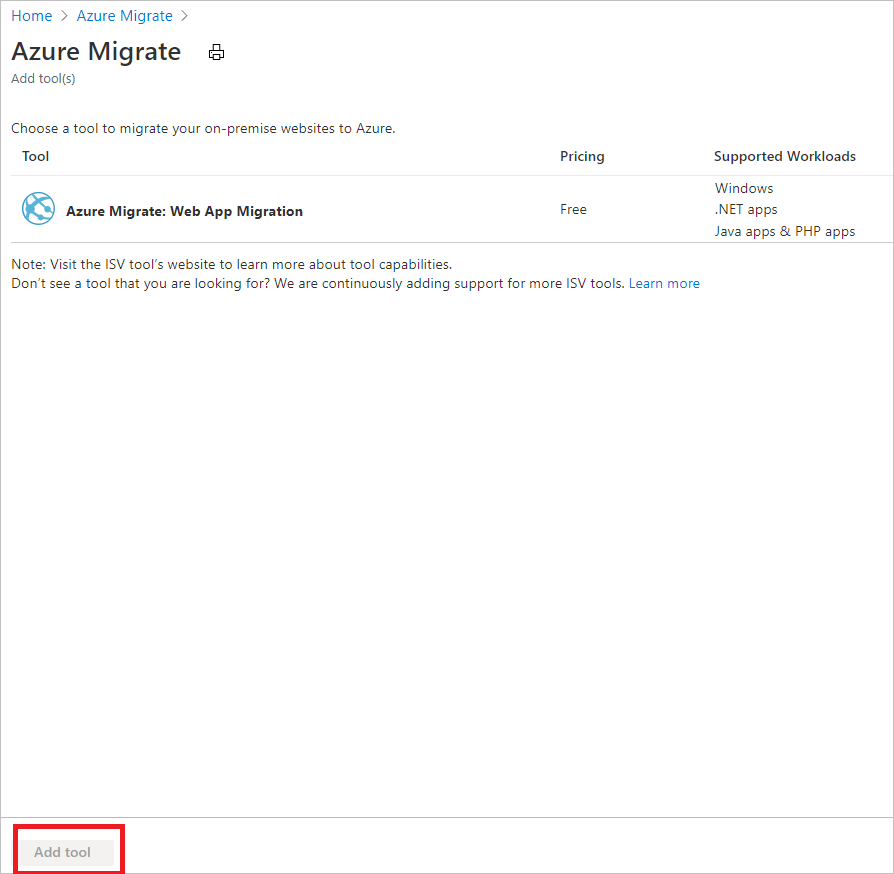 Home > Azure Migrate >
Azure Migrate
Add tool(s)
Choose a tool to migrate your on-premise websites to Azure.
Tool Pricing Supported Workloads
Azure Migrate: Web App Migration Free Windows
.NET apps
Java apps & PHP apps
Note: Visit the ISV tool's website to learn more about tool capabilities.
Don't see a tool that you are looking for? We are continuously adding support for more ISV tools. Learn more
Add tool